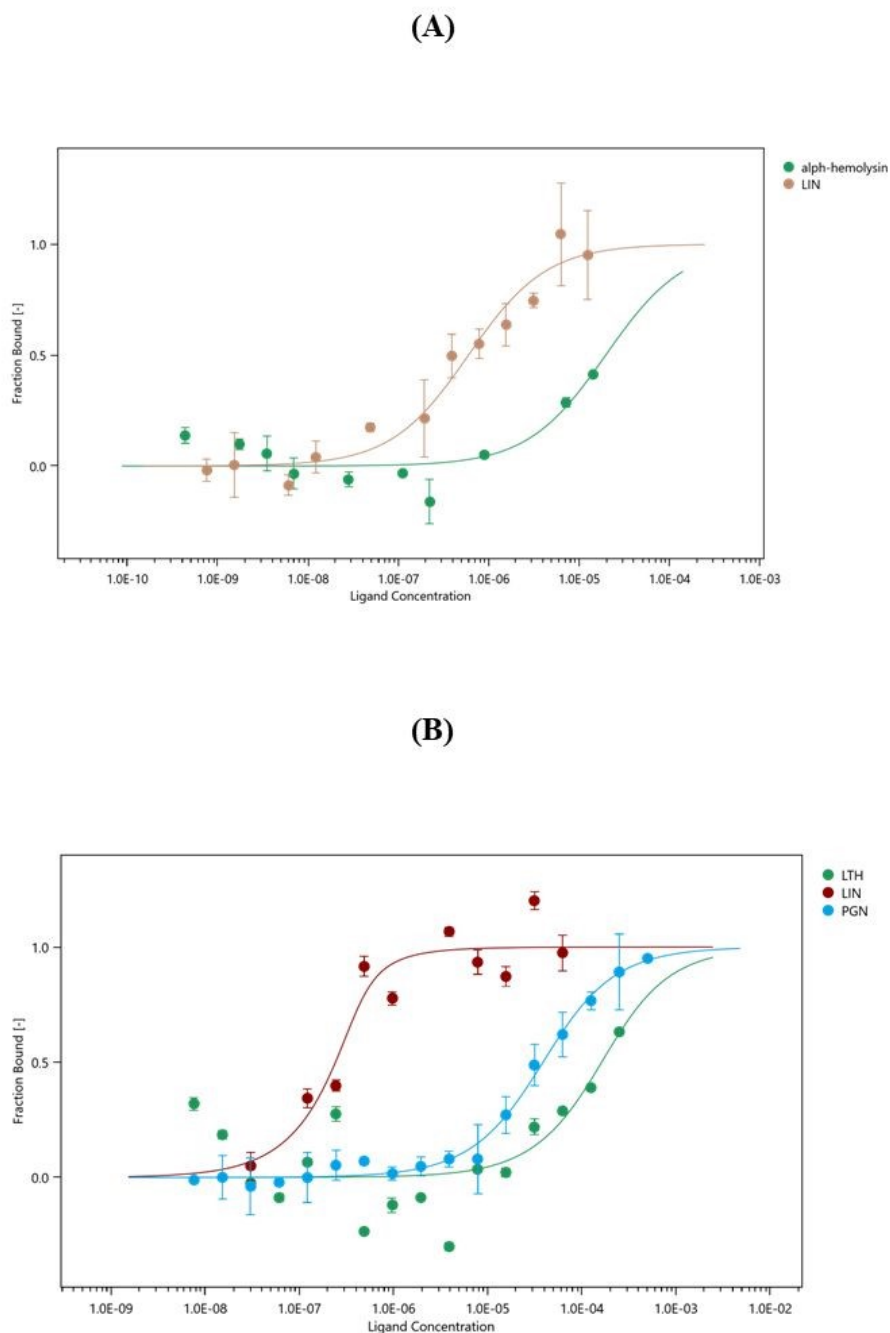 (A)
alph-hemolysin
LIN
Fraction Bound [-]
1.0
0.5
0.0
1.0E-10 1.0E-09 1.0E-08 1.0E-07 1.0E-06 1.0E-05 1.0E-04 1.0E-03
Ligand Concentration
(B)
LTH
LIN
PGN
Fraction Bound [-]
1.0
0.5
0.0
1.0E-09 1.0E-08 1.0E-07 1.0E-06 1.0E-05 1.0E-04 1.0E-03 1.0E-02
Ligand Concentration